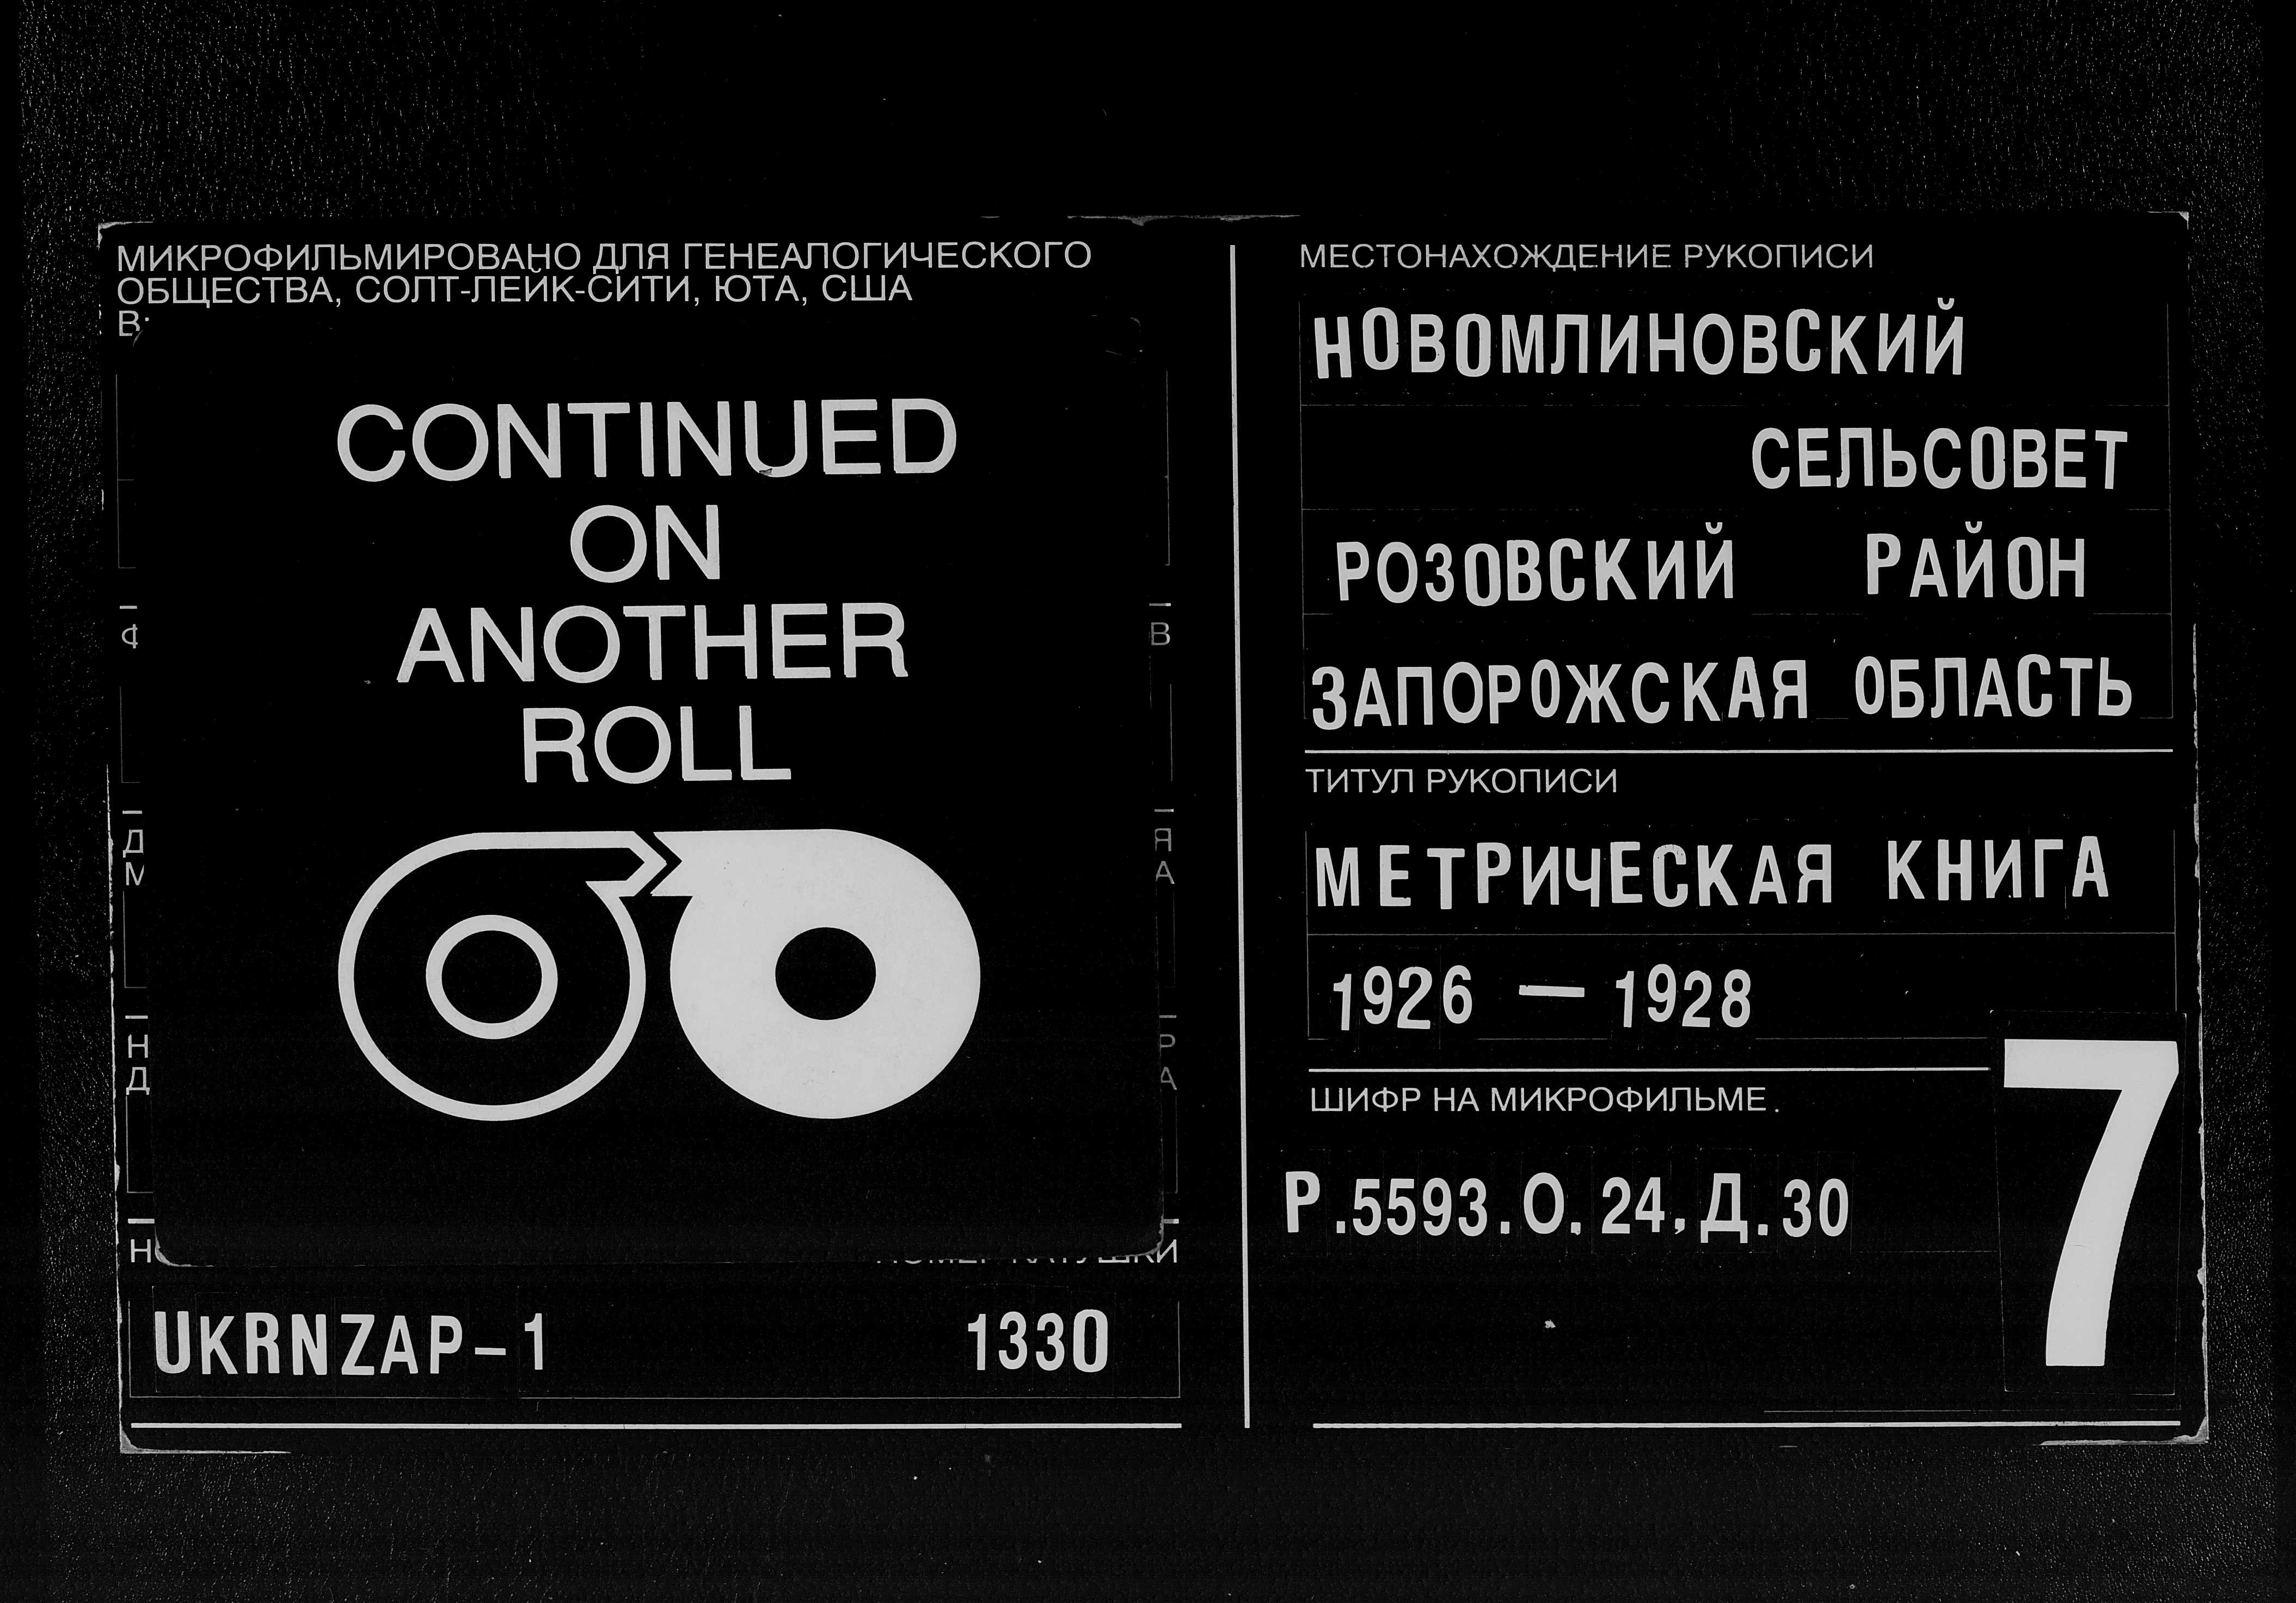 МИКРОФИЛЬМИРОВАНО ДЛЯ ГЕНЕАЛОГИЧЕСКОГО
ОБЩЕСТВА, СОЛТ-ЛЕЙК-СИТИ, ЮТА, США
В:
CONTINUED
ON
ANOTHER
ROLL
UKRNZAP-1 1330
МЕСТОНАХОЖДЕНИЕ РУКОПИСИ
НОВОМЛИНОВСКИЙ
СЕЛЬСОВЕТ
РОЗОВСКИЙ РАЙОН
ЗАПОРОЖСКАЯ ОБЛАСТЬ
ТИТУЛ РУКОПИСИ
МЕТРИЧЕСКАЯ КНИГА
1926 — 1928
ШИФР НА МИКРОФИЛЬМЕ.
Р.5593.О.24,Д.30
7